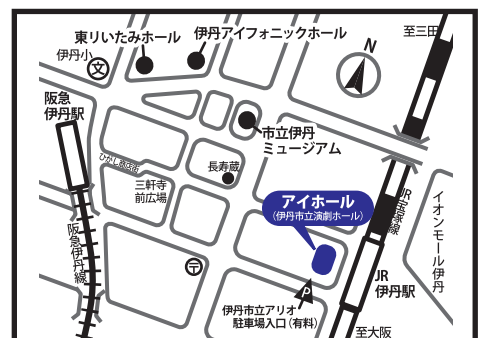 東リいたみホール
伊丹アイフォニックホール
至三田
N
伊丹小
文
阪急
伊丹駅
市立伊丹
ミュージアム
長寿蔵
三軒寺
前広場
アイホール
(伊丹市立演劇ホール)
JR宝塚線
イオンモール伊丹
阪急伊丹線
〒
P
JR
伊丹駅
伊丹市立アリオ
駐車場入口(有料)
至大阪